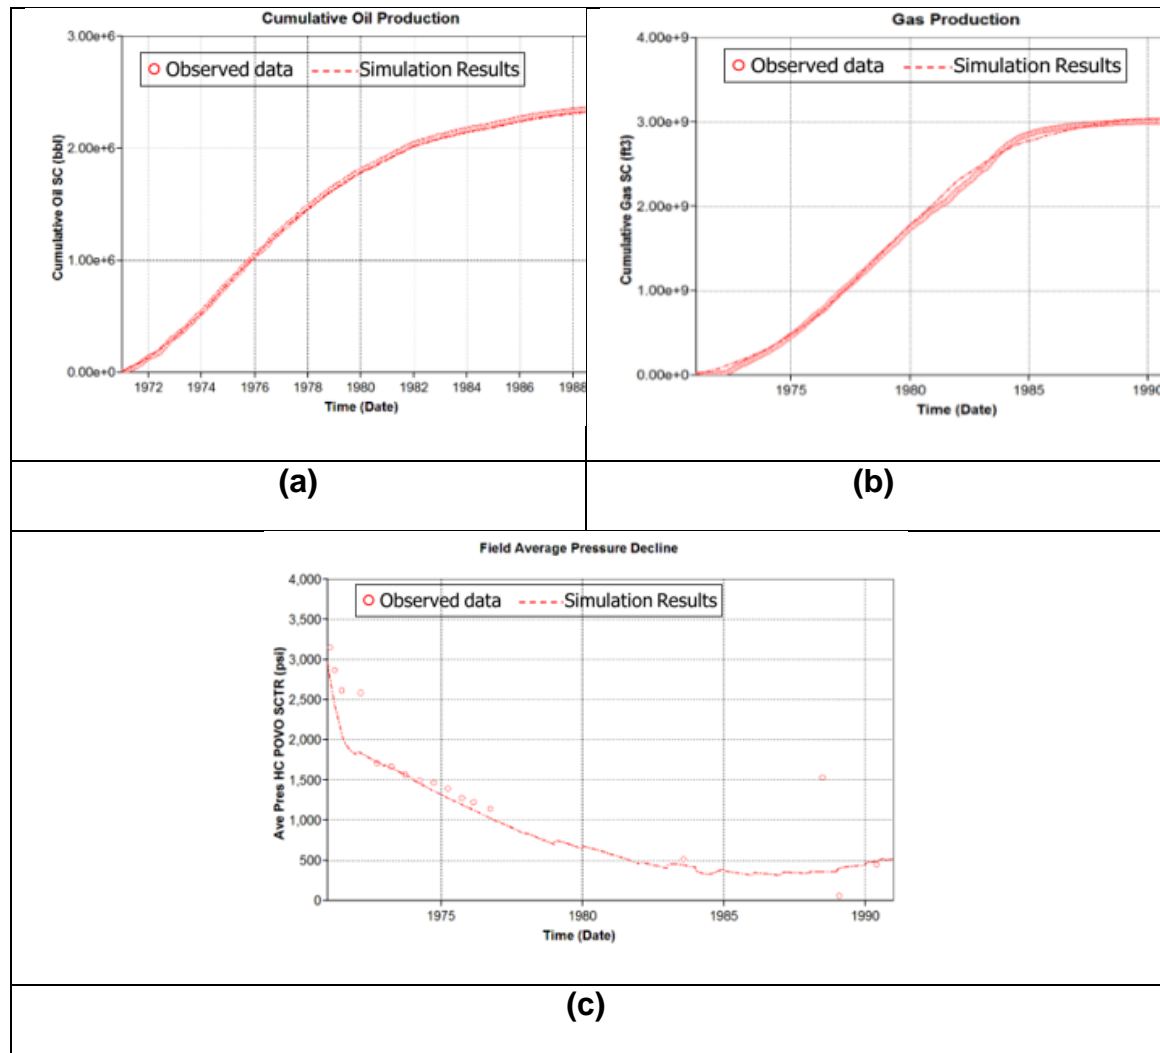 Cumulative Oil Production
3.00e+6
2.00e+6
1.00e+6
0.00e+0
Cumulative Oil SC (bbl)
Observed data Simulation Results
1972 1974 1976 1978 1980 1982 1984 1986 1988
Time (Date)
(a)
Gas Production
4.00e+9
3.00e+9
2.00e+9
1.00e+9
0.00e+0
Cumulative Gas SC (ft3)
Observed data Simulation Results
1975 1980 1985 1990
Time (Date)
(b)
Field Average Pressure Decline
4,000
3,500
3,000
2,500
2,000
1,500
1,000
500
0
Ave Pres HC POVO SCTR (psi)
Observed data Simulation Results
1975 1980 1985 1990
Time (Date)
(c)